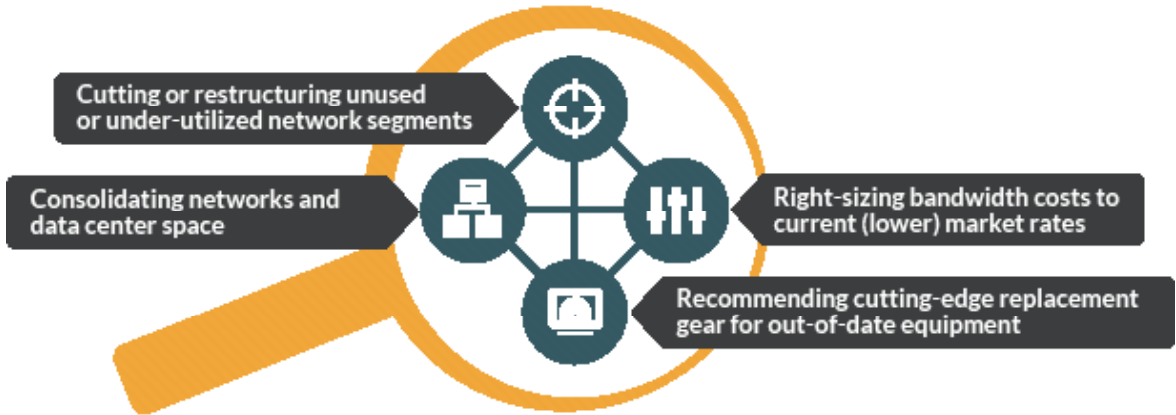 Cutting or restructuring unused
or under-utilized network segments
Consolidating networks and
data center space
Right-sizing bandwidth costs to
current (lower) market rates
Recommending cutting-edge replacement
gear for out-of-date equipment